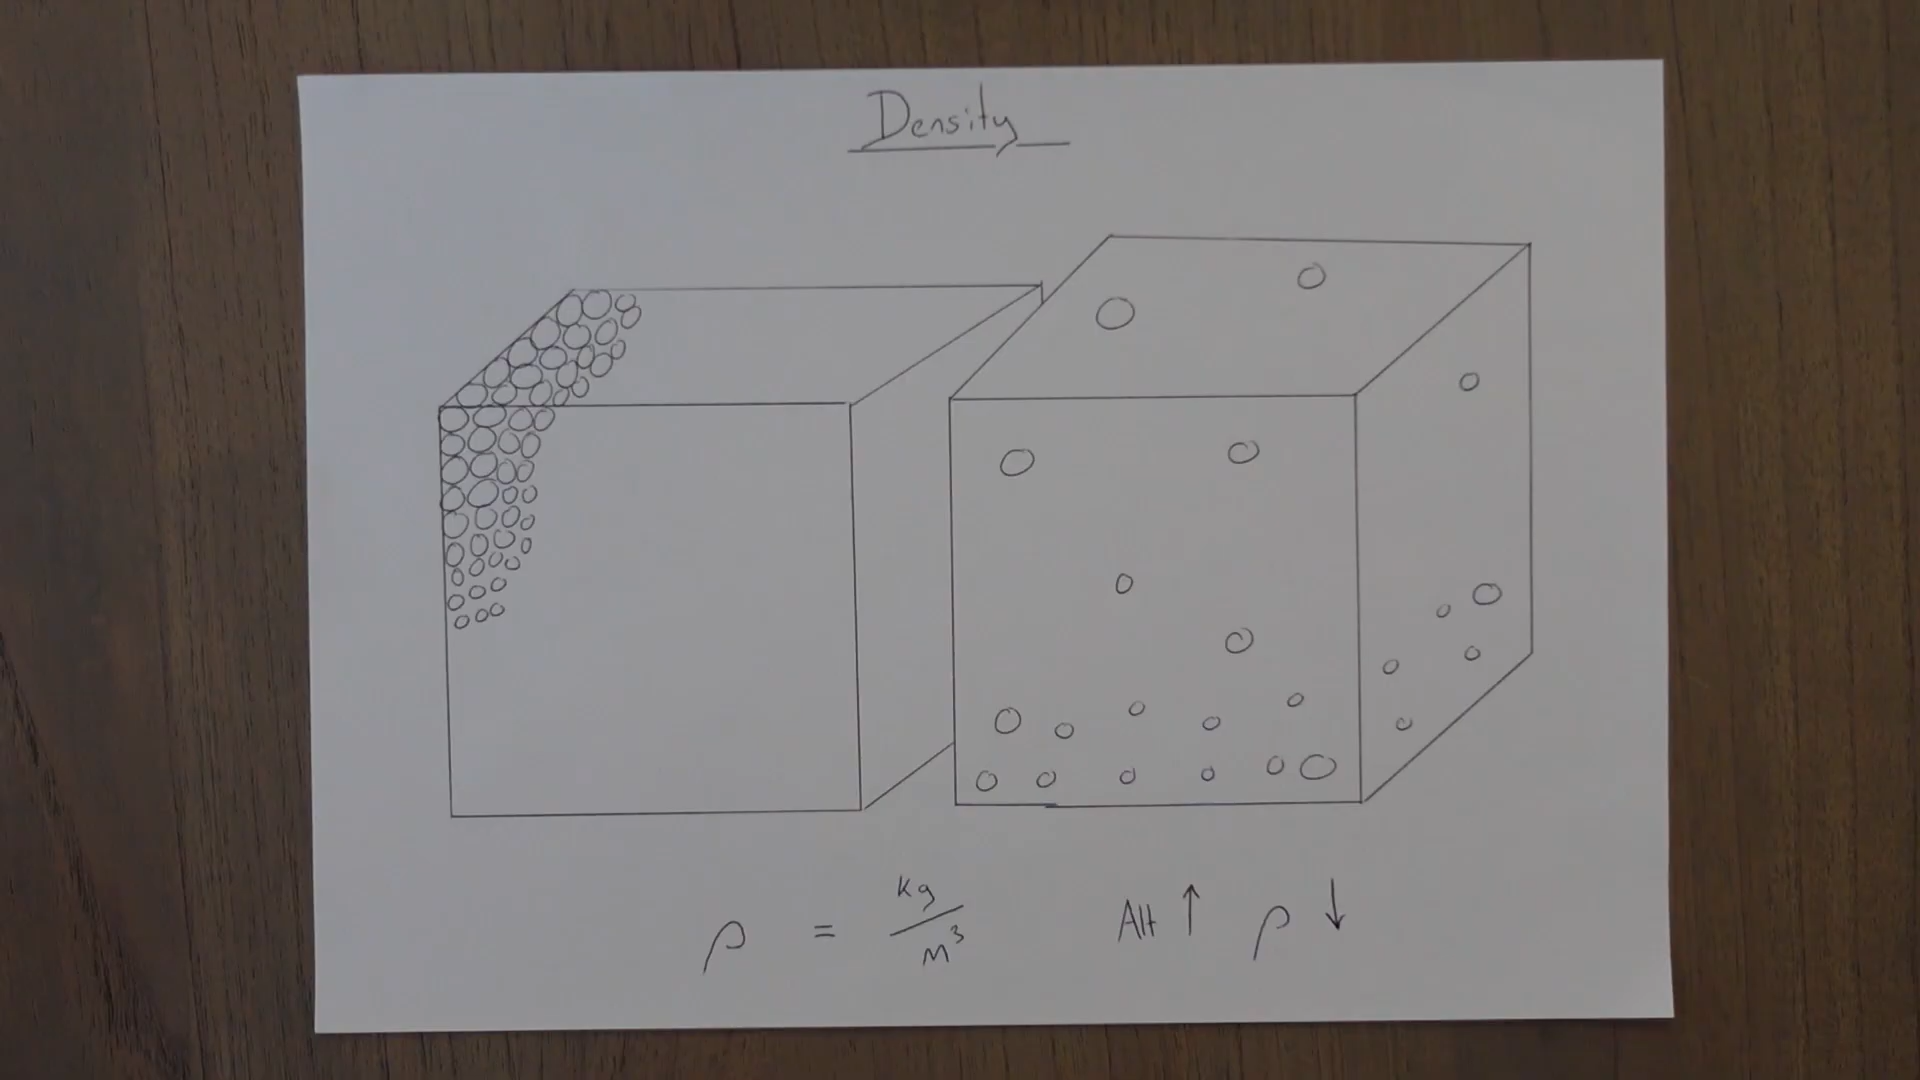 Density
ρ = kg/m³
Alt ↑ ρ ↓